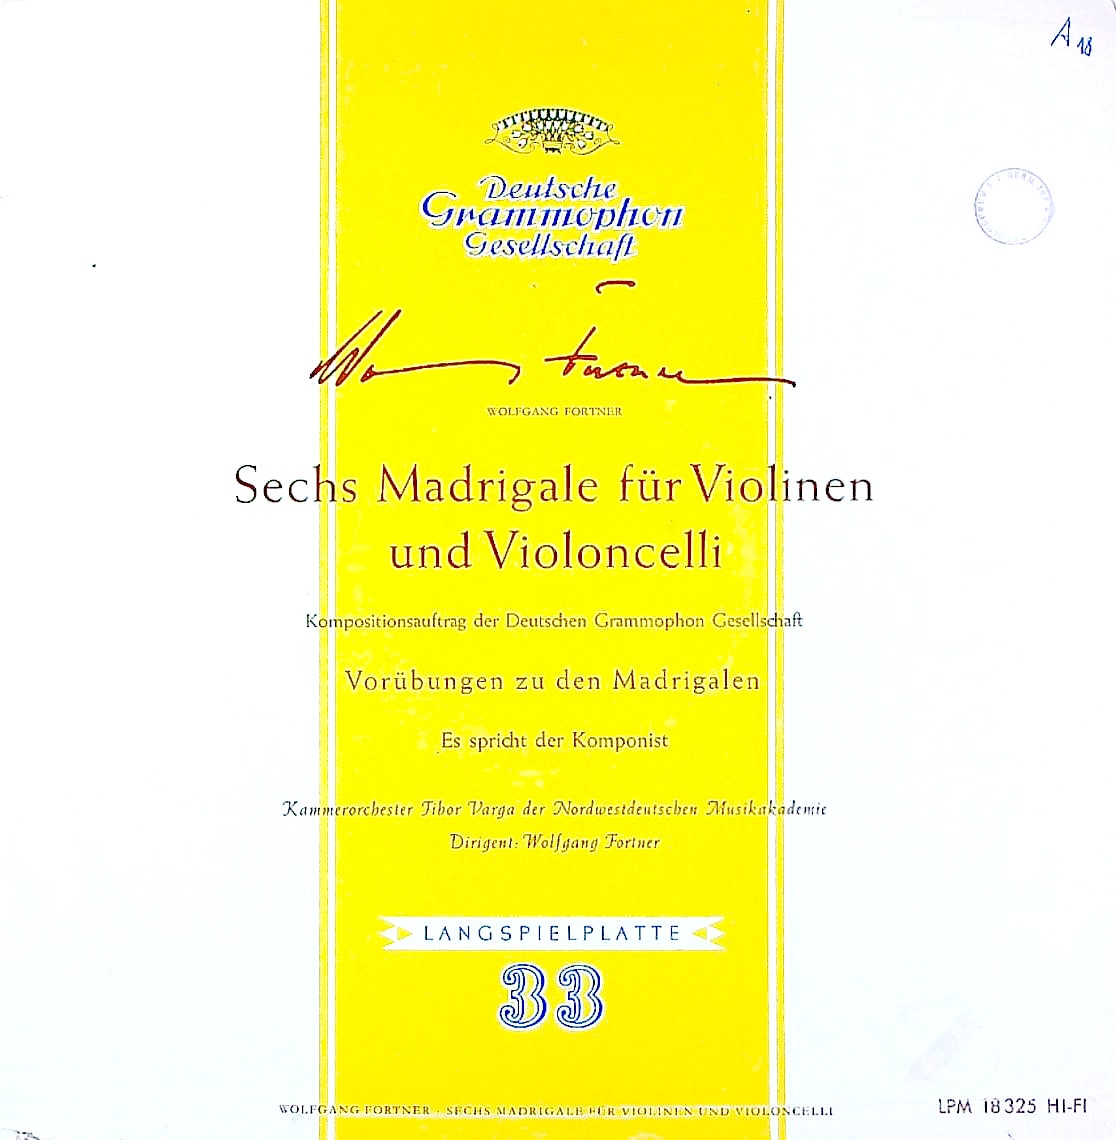 A 18
Deutsche
Grammophon
Gesellschaft
WOLFGANG FORTNER
Sechs Madrigale für Violinen
und Violoncelli
Kompositionsauftrag der Deutschen Grammophon Gesellschaft
Vorübungen zu den Madrigalen
Es spricht der Komponist
Kammerorchester Tibor Varga der Nordwestdeutschen Musikakademie
Dirigent: Wolfgang Fortner
LANGSPIELPLATTE
33
WOLFGANG FORTNER · SECHS MADRIGALE FÜR VIOLINEN UND VIOLONCELLI
LPM 18325 HI-FI